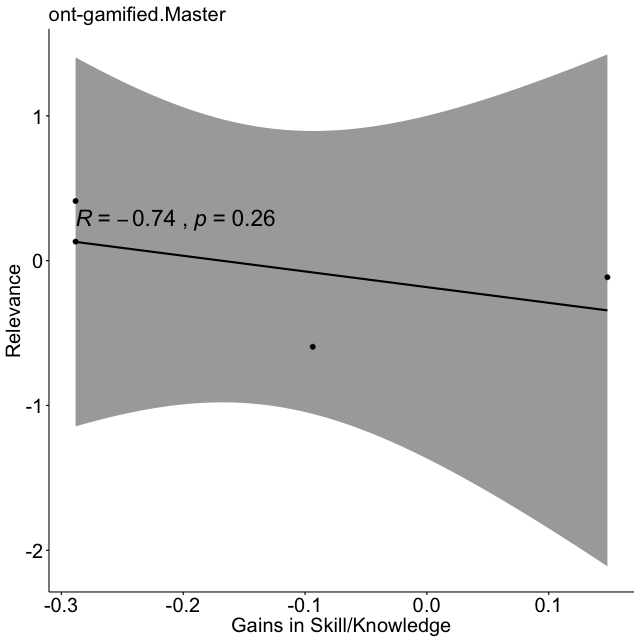 ont-gamified.Master
R = −0.74 , p = 0.26
Relevance
1
0
-1
-2
-0.3 -0.2 -0.1 0.0 0.1
Gains in Skill/Knowledge